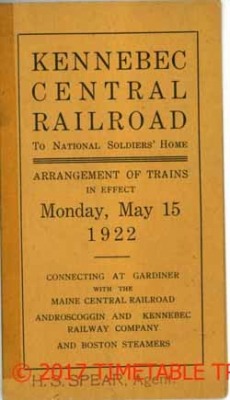 KENNEBEC
CENTRAL
RAILROAD
TO NATIONAL SOLDIERS' HOME
ARRANGEMENT OF TRAINS
IN EFFECT
Monday, May 15
1922
CONNECTING AT GARDINER
WITH THE
MAINE CENTRAL RAILROAD
ANDROSCOGGIN AND KENNEBEC
RAILWAY COMPANY
AND BOSTON STEAMERS
© 2017 TIMETABLE TR
H. S. SPEAR, Agent.